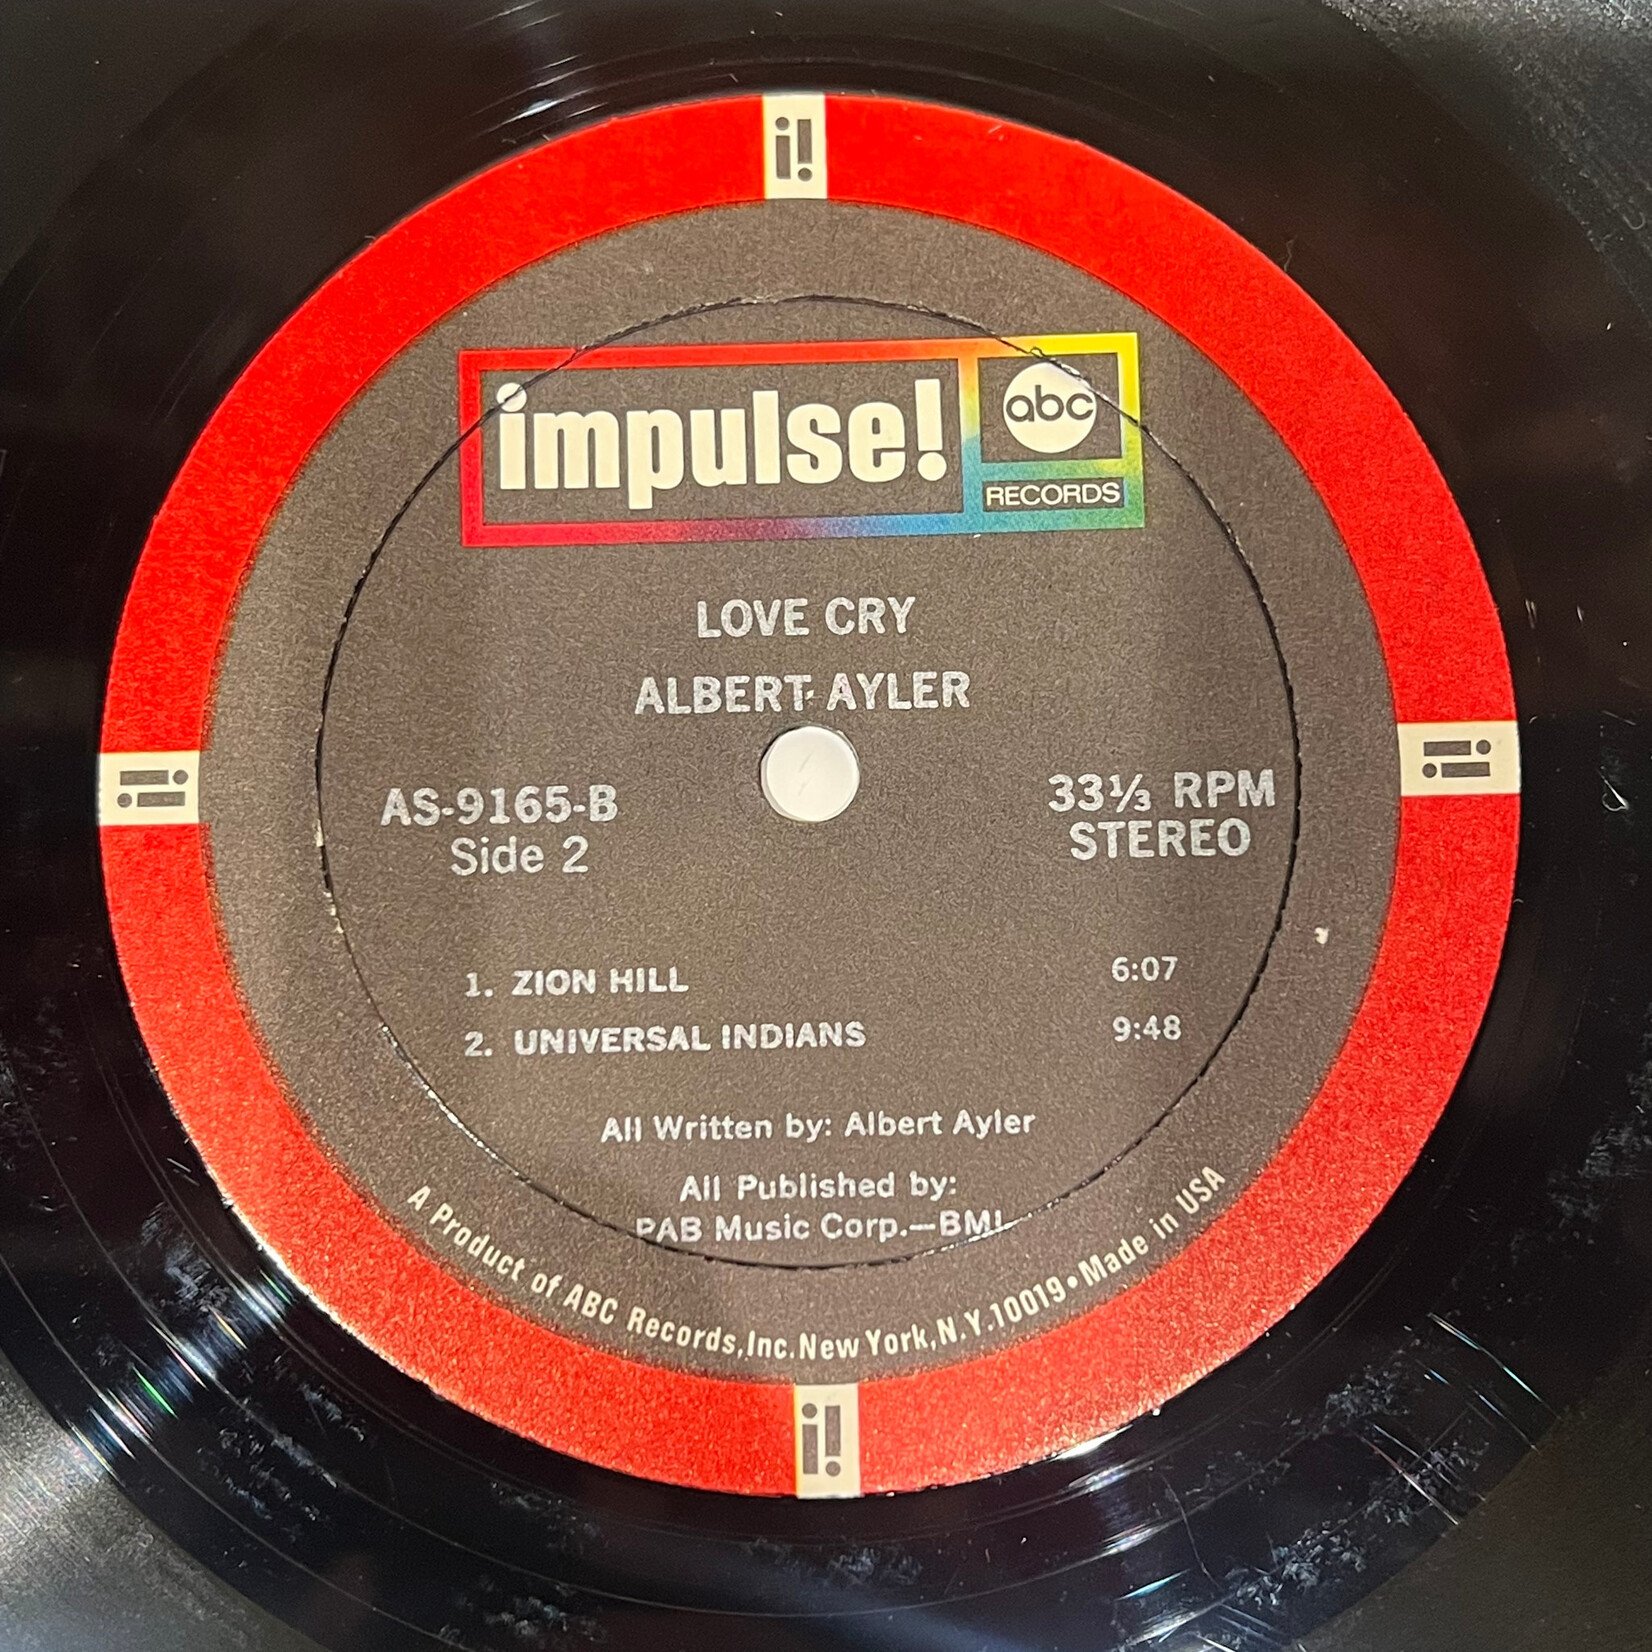 i!
impulse!
abc
RECORDS
LOVE CRY
ALBERT AYLER
AS-9165-B
Side 2
33⅓ RPM
STEREO
1. ZION HILL 6:07
2. UNIVERSAL INDIANS 9:48
All Written by: Albert Ayler
All Published by:
PAB Music Corp.—BMI
A Product of ABC Records,Inc.New York,N.Y.10019•Made in USA
i!
i!
i!